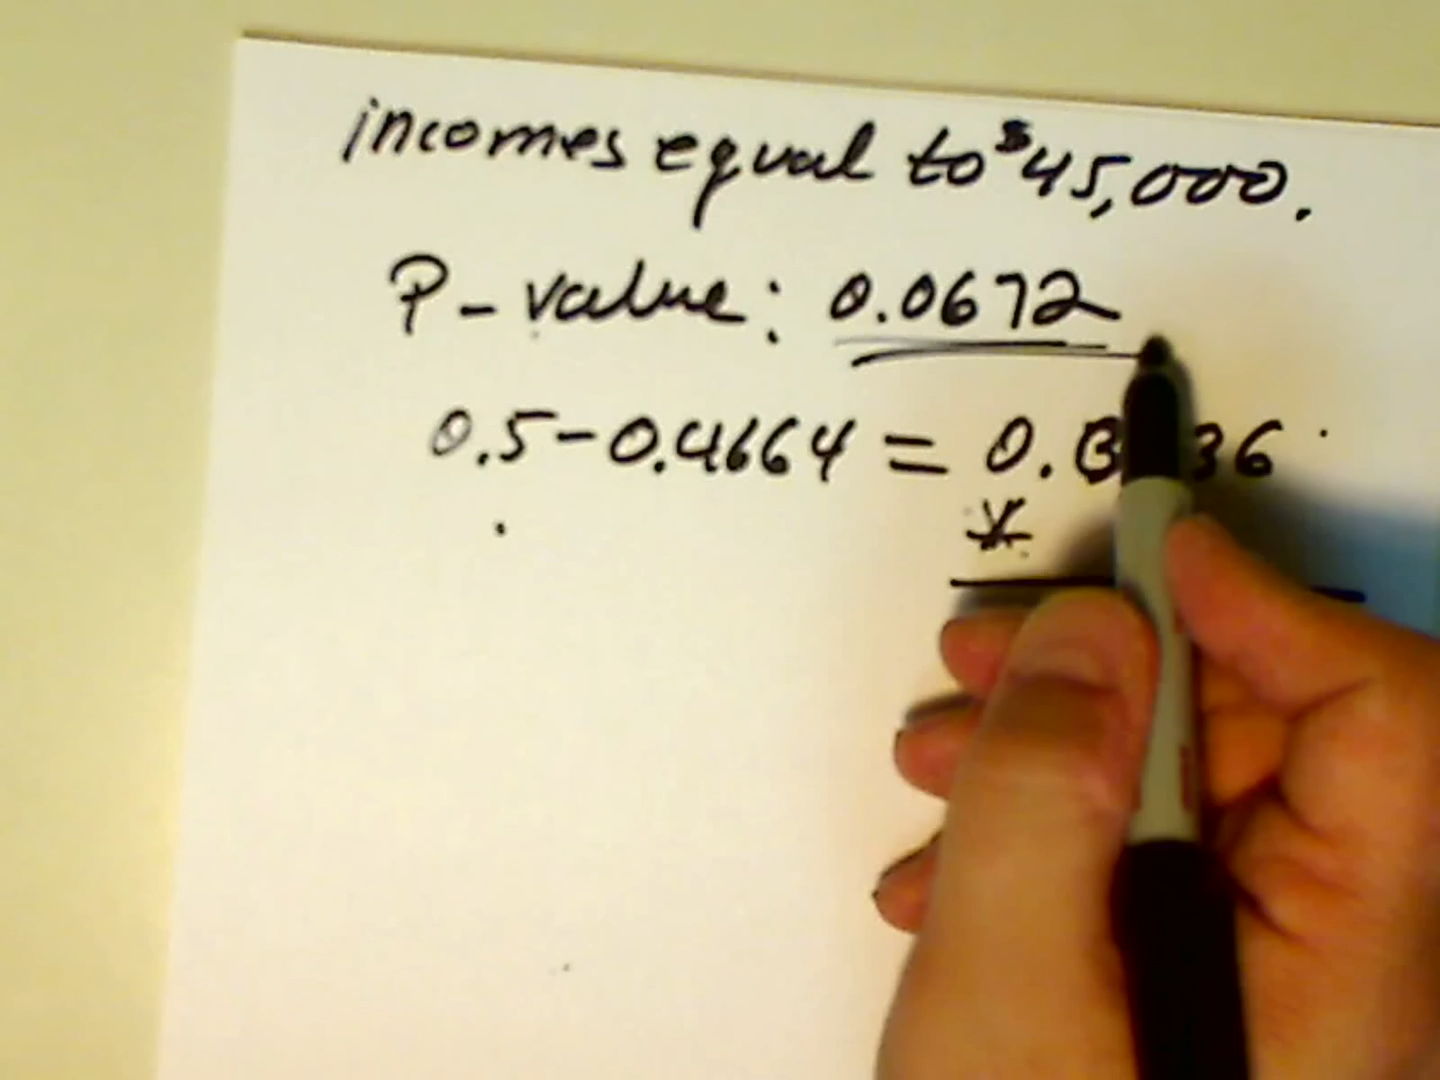 incomes equal to $45,000.
P-value: 0.0672
0.5-0.4664 =